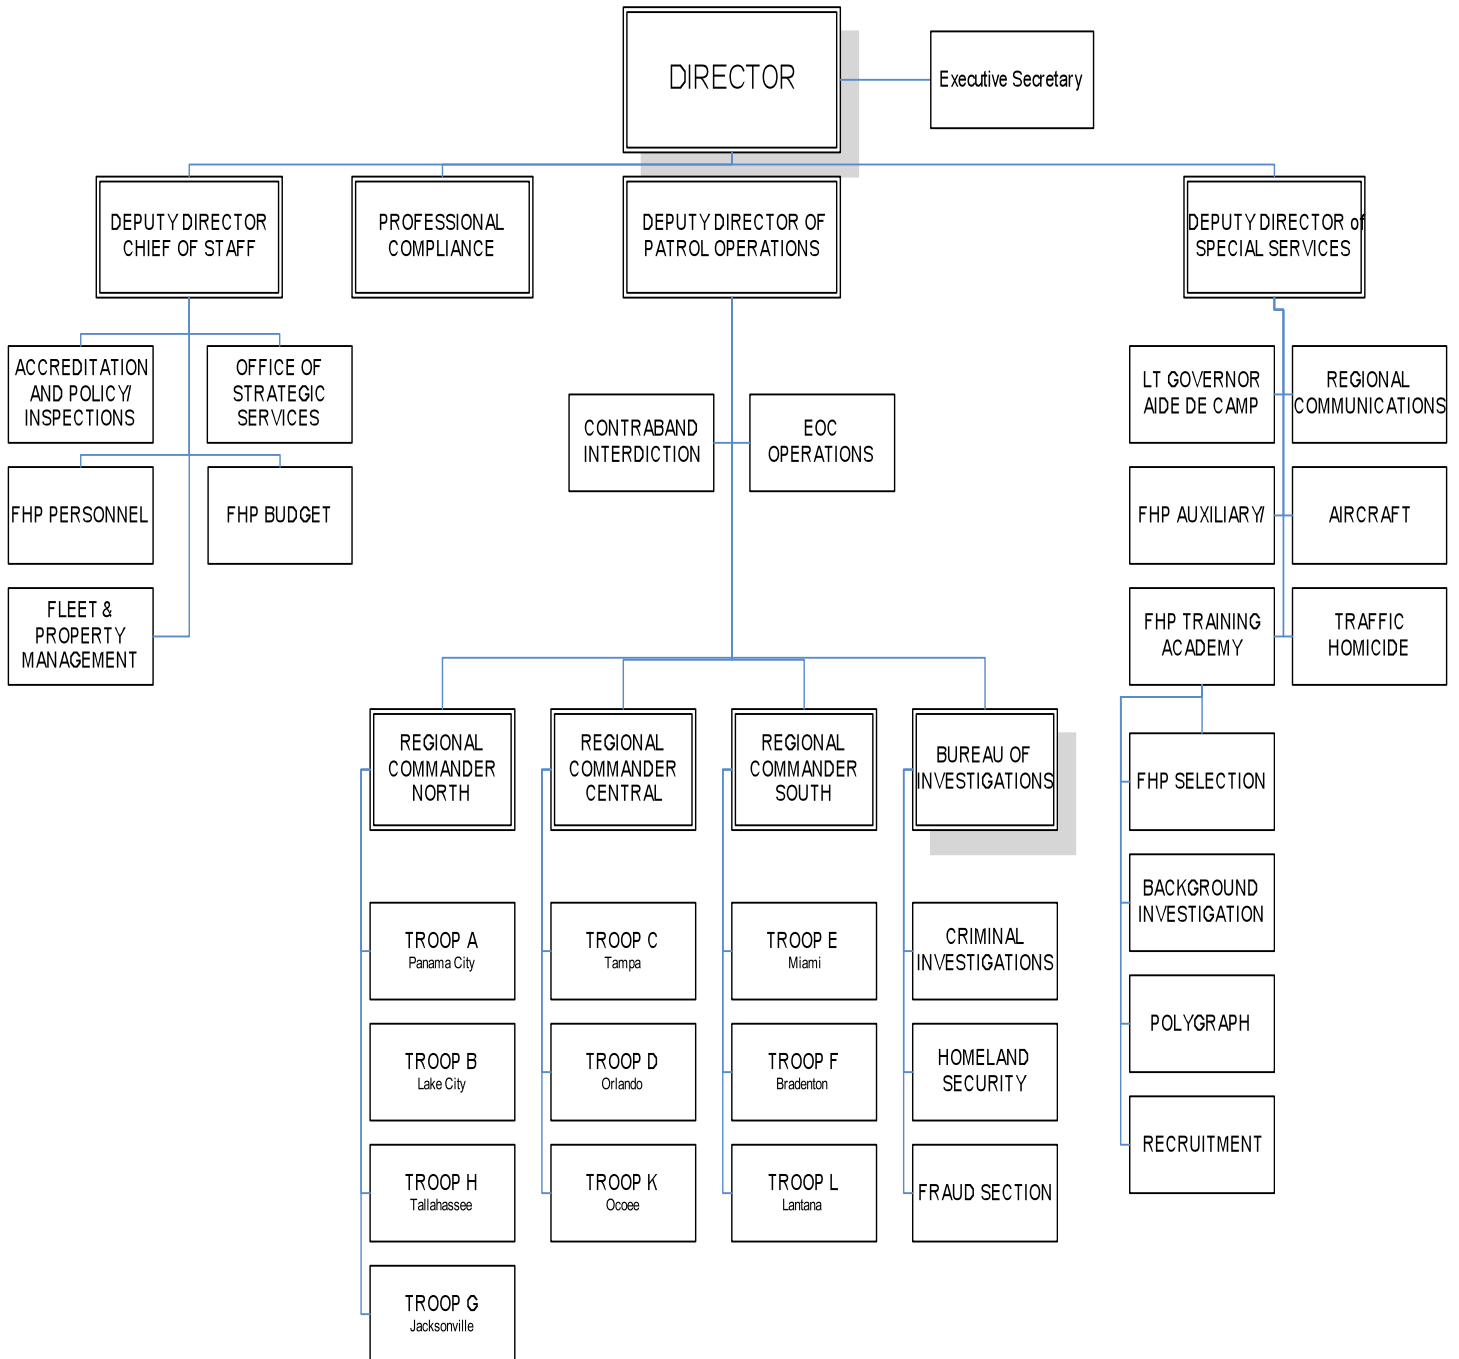 DIRECTOR
Executive Secretary
DEPUTY DIRECTOR
CHIEF OF STAFF
PROFESSIONAL
COMPLIANCE
DEPUTY DIRECTOR OF
PATROL OPERATIONS
DEPUTY DIRECTOR of
SPECIAL SERVICES
ACCREDITATION
AND POLICY/
INSPECTIONS
OFFICE OF
STRATEGIC
SERVICES
FHP PERSONNEL
FHP BUDGET
FLEET &
PROPERTY
MANAGEMENT
CONTRABAND
INTERDICTION
EOC
OPERATIONS
LT GOVERNOR
AIDE DE CAMP
REGIONAL
COMMUNICATIONS
FHP AUXILIARY/
AIRCRAFT
FHP TRAINING
ACADEMY
TRAFFIC
HOMICIDE
REGIONAL
COMMANDER
NORTH
REGIONAL
COMMANDER
CENTRAL
REGIONAL
COMMANDER
SOUTH
BUREAU OF
INVESTIGATIONS
TROOP A
Panama City
TROOP B
Lake City
TROOP H
Tallahassee
TROOP G
Jacksonville
TROOP C
Tampa
TROOP D
Orlando
TROOP K
Ocoee
TROOP E
Miami
TROOP F
Bradenton
TROOP L
Lantana
CRIMINAL
INVESTIGATIONS
HOMELAND
SECURITY
FRAUD SECTION
FHP SELECTION
BACKGROUND
INVESTIGATION
POLYGRAPH
RECRUITMENT